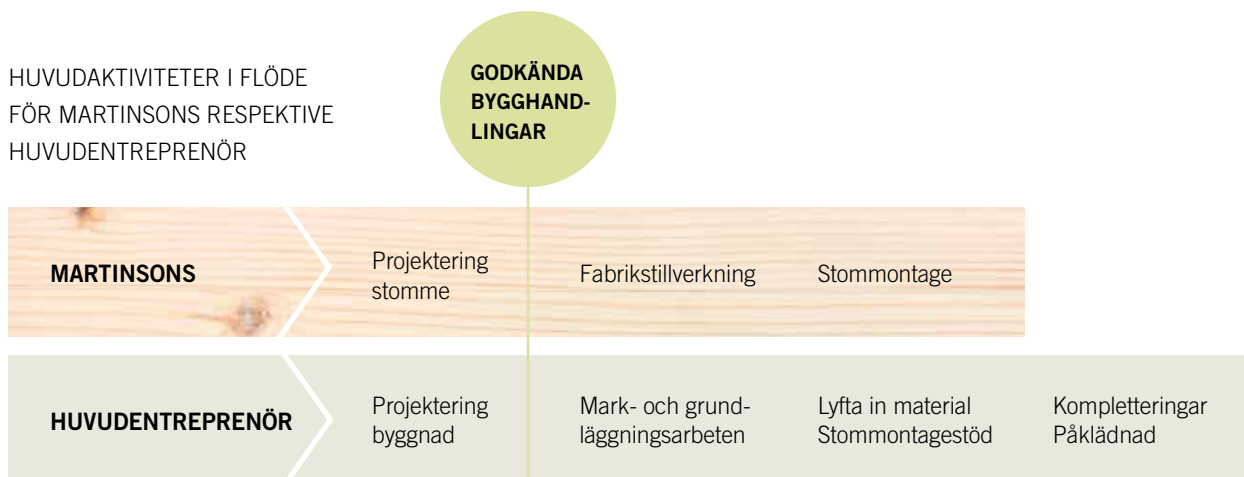 HUVUDAKTIVITETER I FLÖDE
FÖR MARTINSONS RESPEKTIVE
HUVUDENTREPRENÖR
GODKÄNDA
BYGGHAND-
LINGAR
MARTINSONS
Projektering
stomme
Fabrikstillverkning
Stommontage
HUVUDENTREPRENÖR
Projektering
byggnad
Mark- och grund-
läggningsarbeten
Lyfta in material
Stommontagestöd
Kompletteringar
Påklädnad